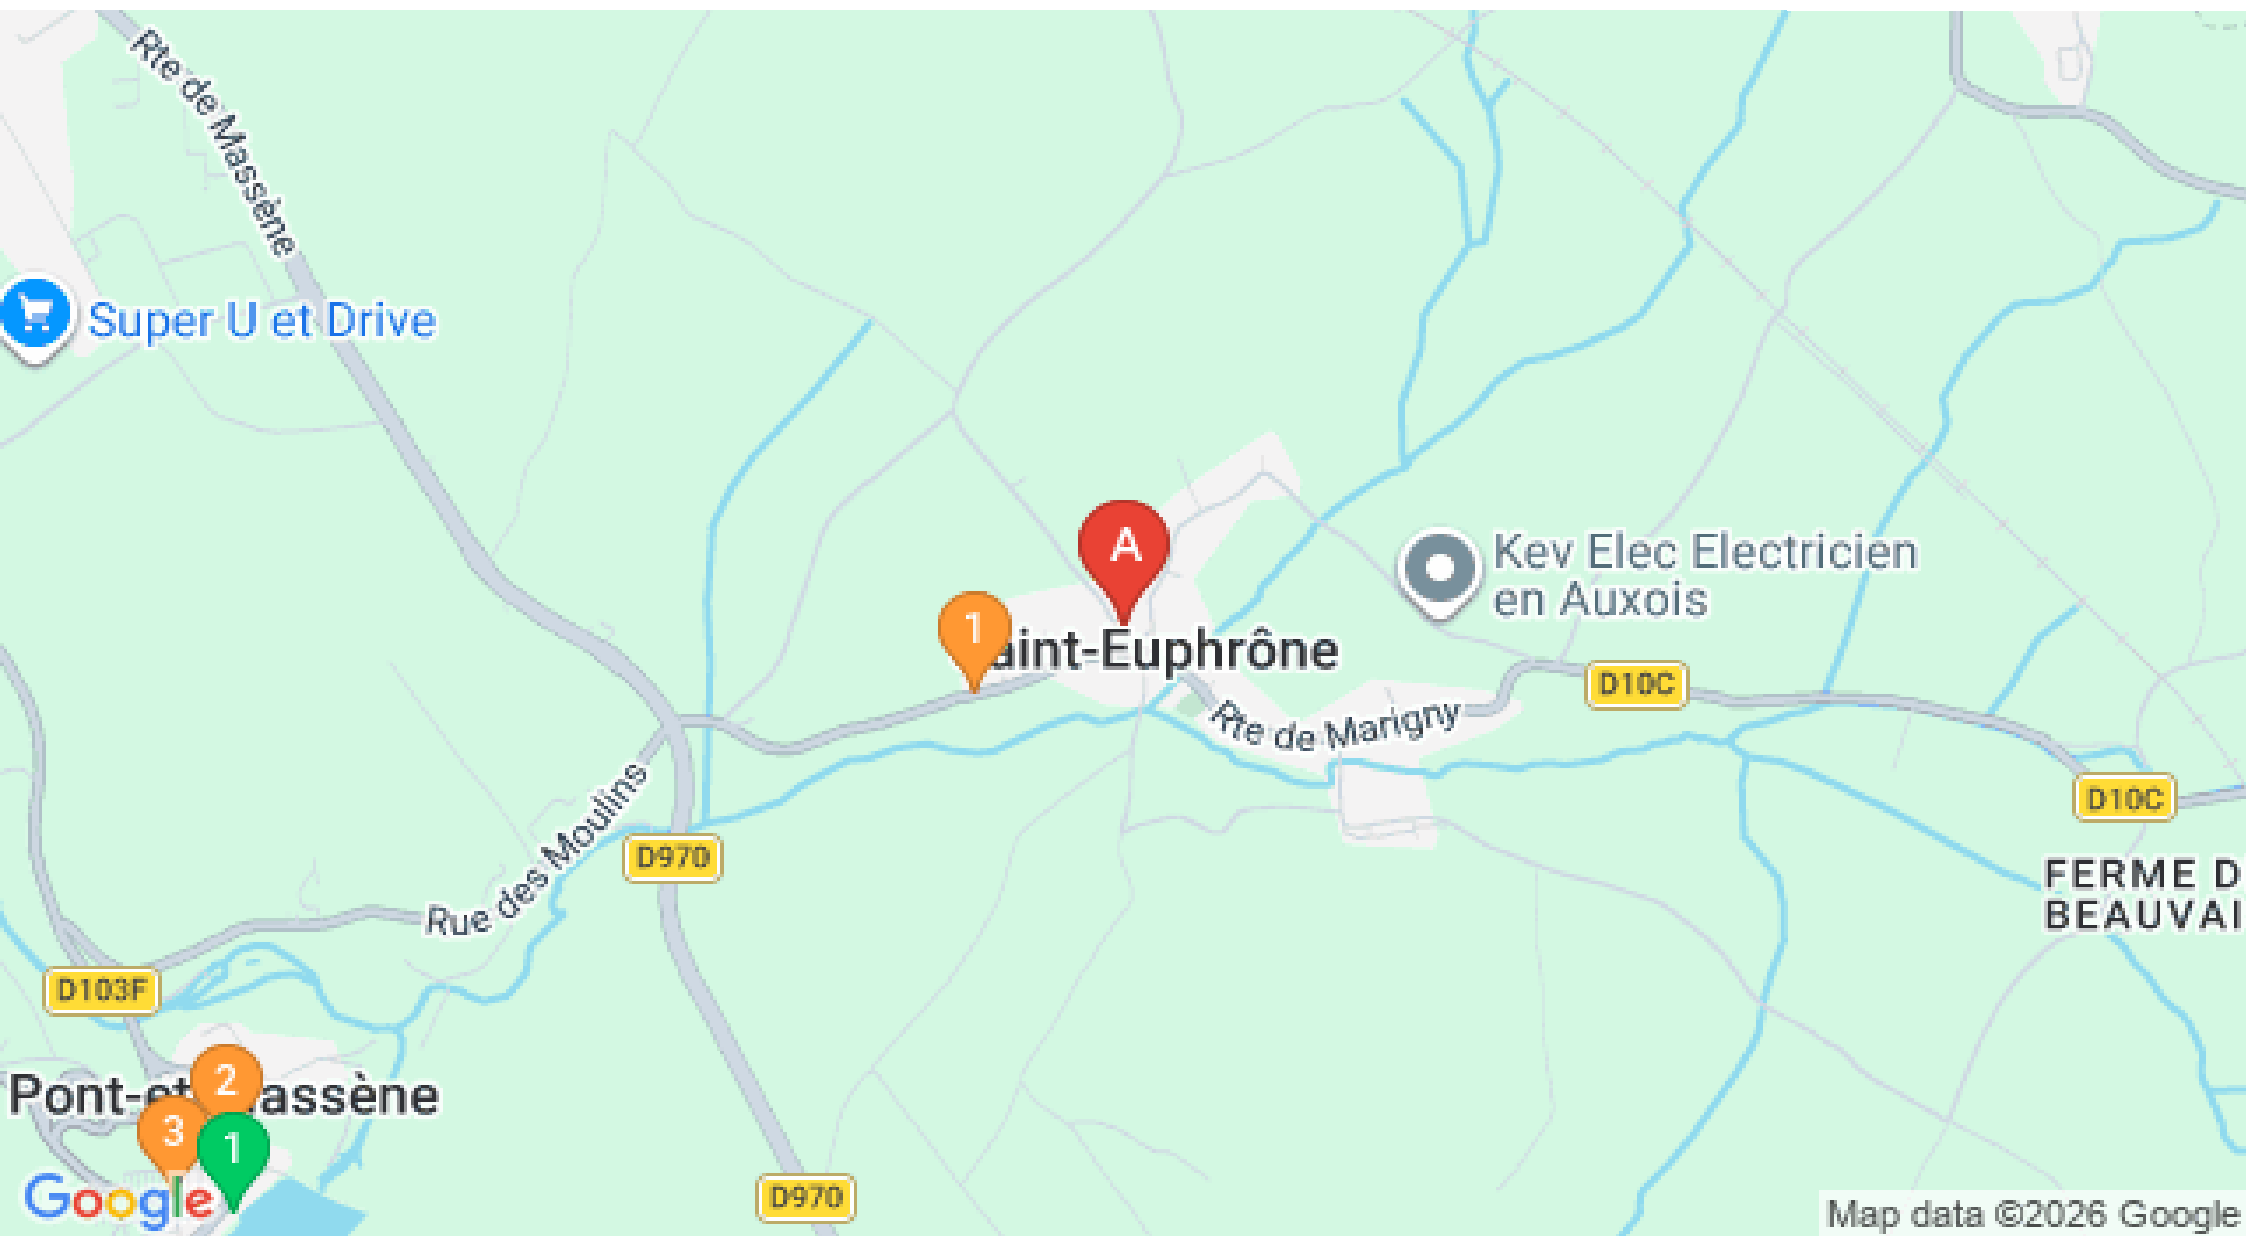 Rte de Massène
Super U et Drive
A
Kev Elec Electricien
en Auxois
1
aint-Euphrône
D10C
Rte de Marigny
Rue des Moulins
D970
D10C
FERME D
BEAUVAI
D103F
2
Pont-et assène
3
1
Google
D970
Map data ©2026 Google